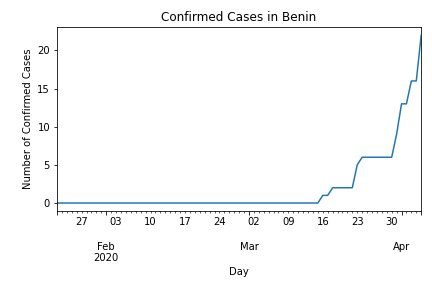 Confirmed Cases in Benin
Number of Confirmed Cases
20
15
10
5
0
27 03 10 17 24 02 09 16 23 30
Feb Mar Apr
2020
Day